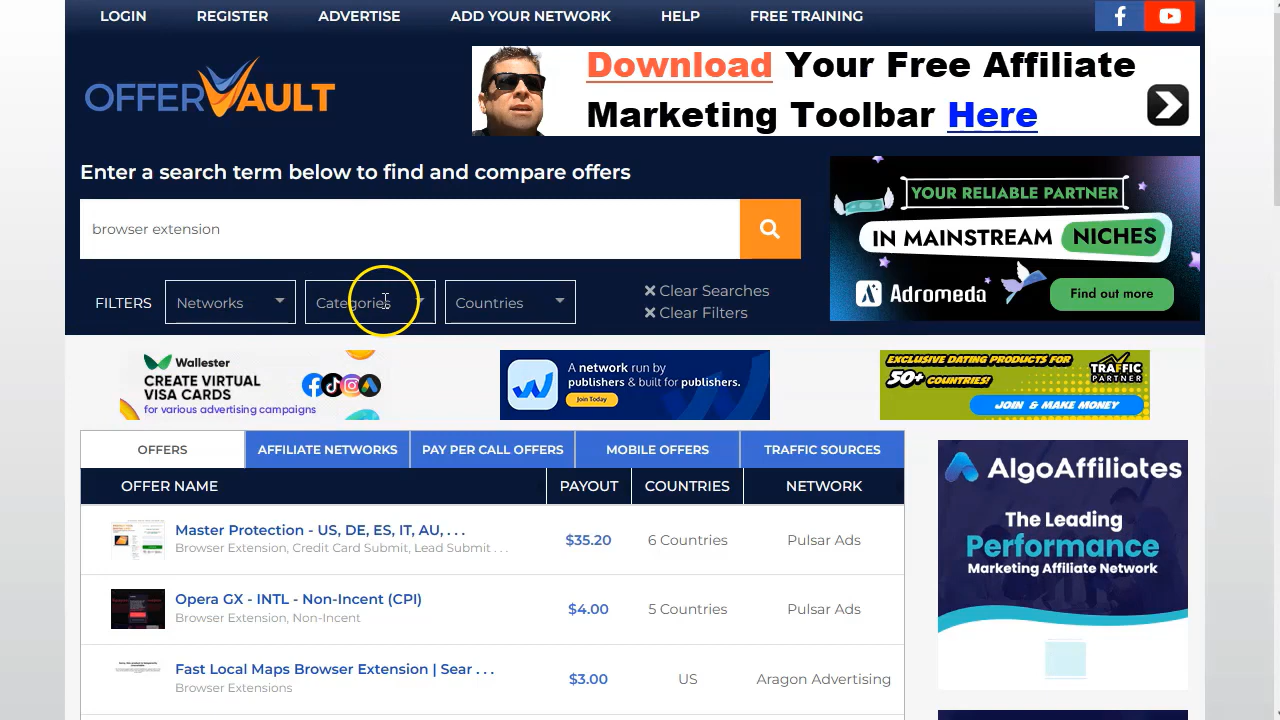 LOGIN
REGISTER
ADVERTISE
ADD YOUR NETWORK
HELP
FREE TRAINING
OFFERVAULT
Download Your Free Affiliate
Marketing Toolbar Here
Enter a search term below to find and compare offers
browser extension
FILTERS
Networks
Categories
Countries
Clear Searches
Clear Filters
YOUR RELIABLE PARTNER
IN MAINSTREAM NICHES
Adromeda
Find out more
Wallester
CREATE VIRTUAL
VISA CARDS
for various advertising campaigns
A network run by
publishers & built for publishers.
Join Today
EXCLUSIVE DATING PRODUCTS FOR
50+ COUNTRIES!
TRAFFIC
PARTNER
JOIN & MAKE MONEY
OFFERS
AFFILIATE NETWORKS
PAY PER CALL OFFERS
MOBILE OFFERS
TRAFFIC SOURCES
OFFER NAME
PAYOUT
COUNTRIES
NETWORK
Master Protection - US, DE, ES, IT, AU, . . .
Browser Extension, Credit Card Submit, Lead Submit . . .
$35.20
6 Countries
Pulsar Ads
Opera GX - INTL - Non-Incent (CPI)
Browser Extension, Non-Incent
$4.00
5 Countries
Pulsar Ads
Fast Local Maps Browser Extension | Sear . . .
Browser Extensions
$3.00
US
Aragon Advertising
AlgoAffiliates
The Leading
Performance
Marketing Affiliate Network